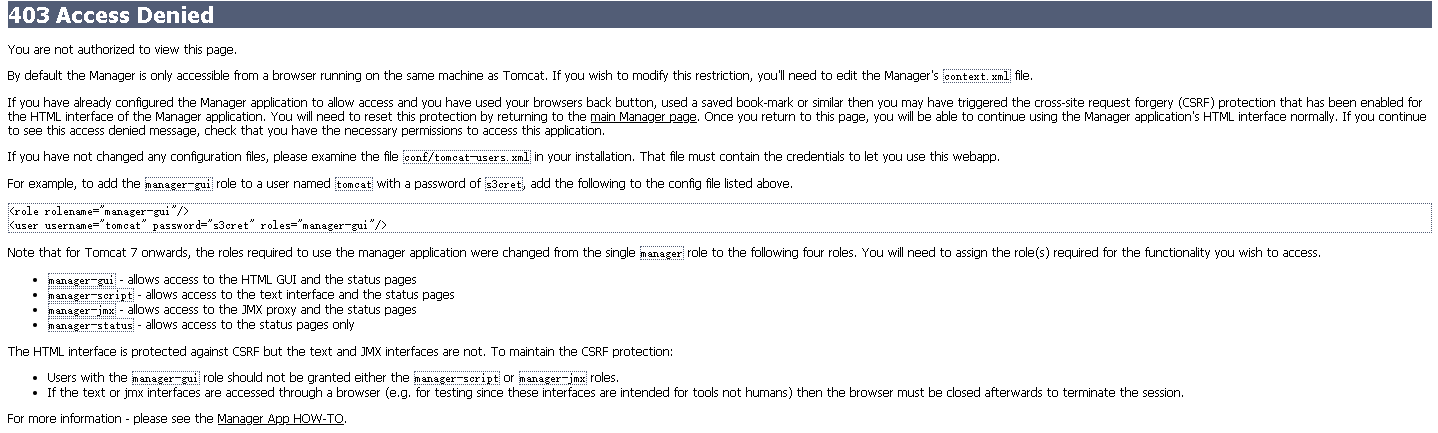 403 Access Denied
You are not authorized to view this page.
By default the Manager is only accessible from a browser running on the same machine as Tomcat. If you wish to modify this restriction, you'll need to edit the Manager's context.xml file.
If you have already configured the Manager application to allow access and you have used your browsers back button, used a saved book-mark or similar then you may have triggered the cross-site request forgery (CSRF) protection that has been enabled for
the HTML interface of the Manager application. You will need to reset this protection by returning to the main Manager page. Once you return to this page, you will be able to continue using the Manager application's HTML interface normally. If you continue
to see this access denied message, check that you have the necessary permissions to access this application.
If you have not changed any configuration files, please examine the file conf/tomcat-users.xml in your installation. That file must contain the credentials to let you use this webapp.
For example, to add the manager-gui role to a user named tomcat with a password of s3cret, add the following to the config file listed above.
<role rolename="manager-gui"/>
<user username="tomcat" password="s3cret" roles="manager-gui"/>
Note that for Tomcat 7 onwards, the roles required to use the manager application were changed from the single manager role to the following four roles. You will need to assign the role(s) required for the functionality you wish to access.
• manager-gui - allows access to the HTML GUI and the status pages
• manager-script - allows access to the text interface and the status pages
• manager-jmx - allows access to the JMX proxy and the status pages
• manager-status - allows access to the status pages only
The HTML interface is protected against CSRF but the text and JMX interfaces are not. To maintain the CSRF protection:
• Users with the manager-gui role should not be granted either the manager-script or manager-jmx roles.
• If the text or jmx interfaces are accessed through a browser (e.g. for testing since these interfaces are intended for tools not humans) then the browser must be closed afterwards to terminate the session.
For more information - please see the Manager App HOW-TO.